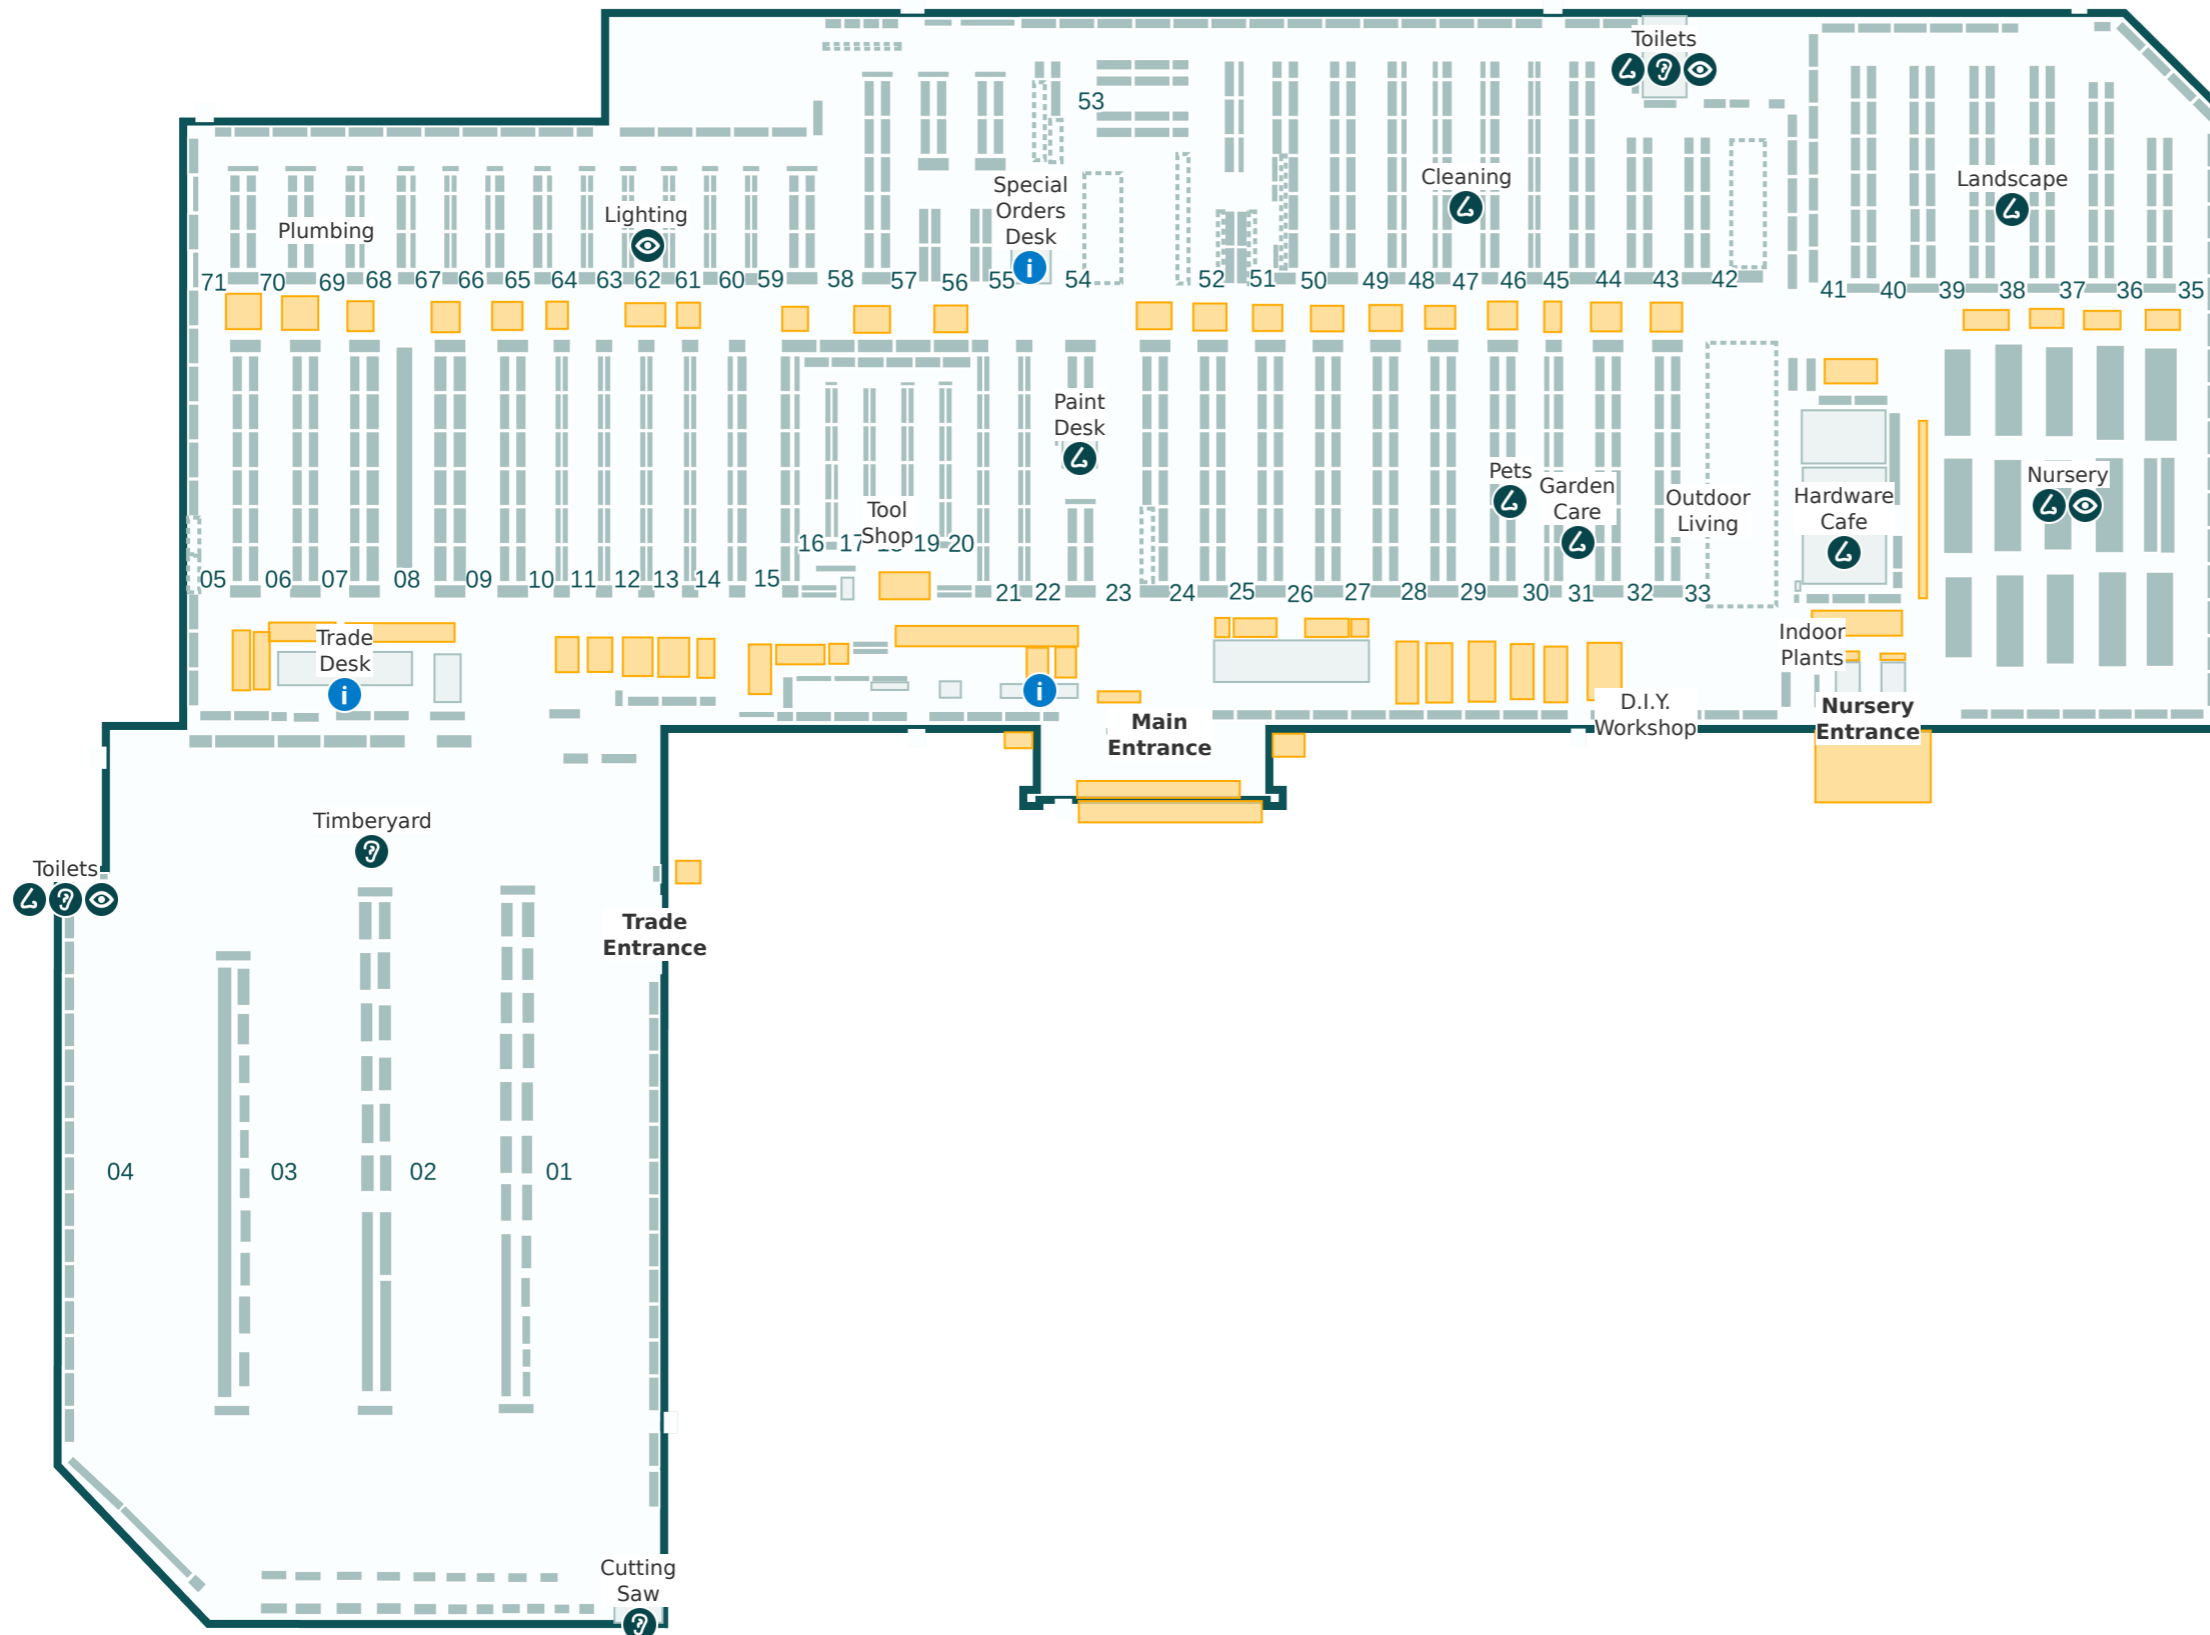 Toilets
53
Special
Orders
Desk
Cleaning
Landscape
Lighting
Plumbing
71 70 69 68 67 66 65 64 63 62 61 60 59 58 57 56 55 54 52 51 50 49 48 47 46 45 44 43 42 41 40 39 38 37 36 35
Paint
Desk
Pets
Garden
Care
Outdoor
Living
Hardware
Cafe
Nursery
Tool
Shop
16 17 18 19 20
05 06 07 08 09 10 11 12 13 14 15 21 22 23 24 25 26 27 28 29 30 31 32 33
Trade
Desk
Indoor
Plants
Main
Entrance
D.I.Y.
Workshop
Nursery
Entrance
Timberyard
Toilets
Trade
Entrance
04 03 02 01
Cutting
Saw